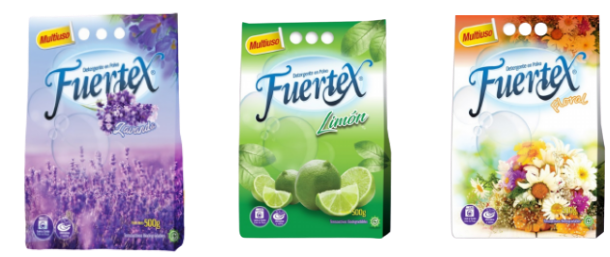 Multiuso
Detergente en Polvo
Fuertex®
Lavanda
500g
Multiuso
Detergente en Polvo
Fuertex®
Limón
500g
Multiuso
Detergente en Polvo
Fuertex®
Floral